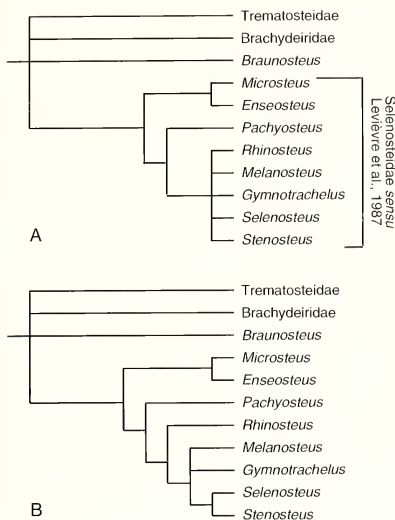 Trematosteidae
Brachydeiridae
Braunosteus
Microsteus
Enseosteus
Pachyosteus
Rhinosteus
Melanosteus
Gymnotrachelus
Selenosteus
Stenosteus
Selenosteidae sensu
Levièvre et al., 1987
A
Trematosteidae
Brachydeiridae
Braunosteus
Microsteus
Enseosteus
Pachyosteus
Rhinosteus
Melanosteus
Gymnotrachelus
Selenosteus
Stenosteus
B